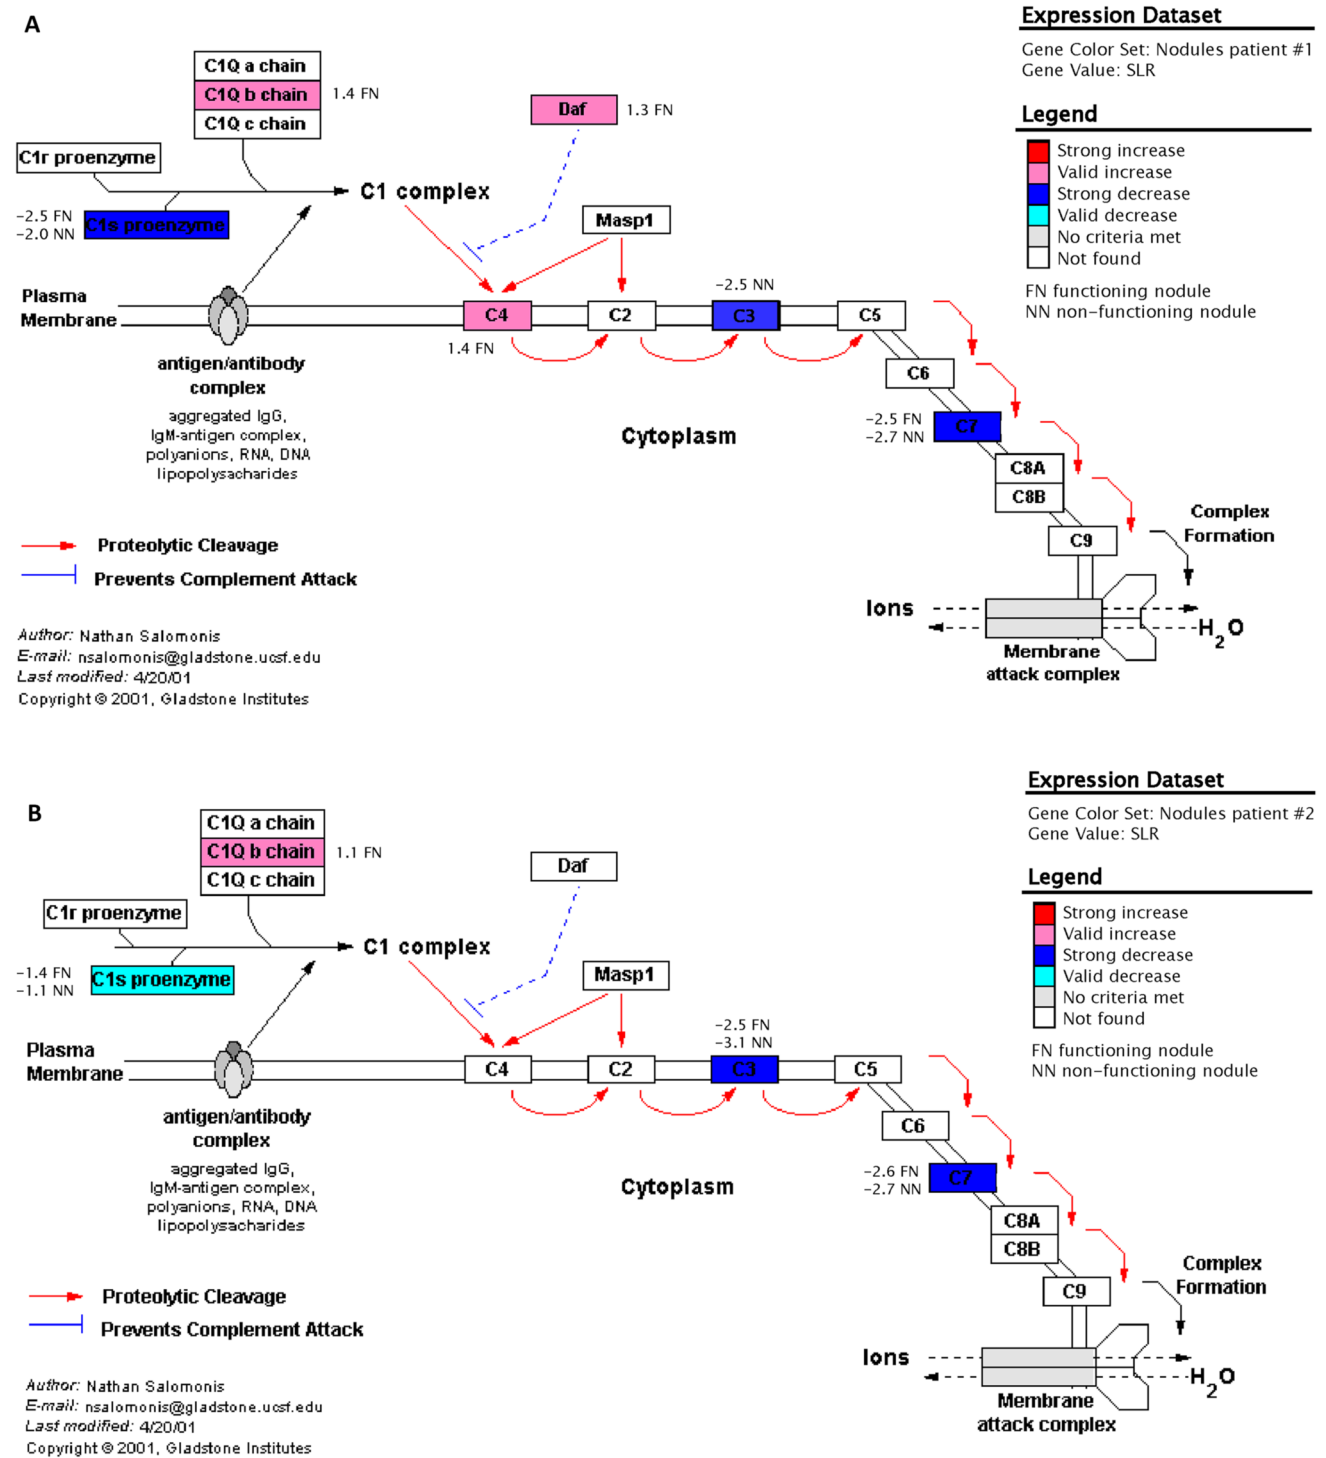 A
Expression Dataset
Gene Color Set: Nodules patient #1
Gene Value: SLR
Legend
Strong increase
Valid increase
Strong decrease
Valid decrease
No criteria met
Not found
FN functioning nodule
NN non-functioning nodule
C1Q a chain
C1Q b chain
1.4 FN
C1Q c chain
Daf
1.3 FN
C1r proenzyme
C1 complex
-2.5 FN
-2.0 NN
C1s proenzyme
Masp1
Plasma
Membrane
-2.5 NN
C4
C2
C3
C5
1.4 FN
antigen/antibody
complex
aggregated IgG,
IgM-antigen complex,
polyanions, RNA, DNA
lipopolysacharides
C6
-2.5 FN
-2.7 NN
C7
Cytoplasm
C8A
C8B
C9
Complex
Formation
Proteolytic Cleavage
Prevents Complement Attack
Ions
H2O
Membrane
attack complex
Author: Nathan Salomonis
E-mail: nsalomonis@gladstone.ucsf.edu
Last modified: 4/20/01
Copyright © 2001, Gladstone Institutes
B
Expression Dataset
Gene Color Set: Nodules patient #2
Gene Value: SLR
Legend
Strong increase
Valid increase
Strong decrease
Valid decrease
No criteria met
Not found
FN functioning nodule
NN non-functioning nodule
C1Q a chain
C1Q b chain
1.1 FN
C1Q c chain
Daf
C1r proenzyme
C1 complex
-1.4 FN
-1.1 NN
C1s proenzyme
Masp1
Plasma
Membrane
-2.5 FN
-3.1 NN
C4
C2
C3
C5
antigen/antibody
complex
aggregated IgG,
IgM-antigen complex,
polyanions, RNA, DNA
lipopolysacharides
C6
-2.6 FN
-2.7 NN
C7
Cytoplasm
C8A
C8B
C9
Complex
Formation
Proteolytic Cleavage
Prevents Complement Attack
Ions
H2O
Membrane
attack complex
Author: Nathan Salomonis
E-mail: nsalomonis@gladstone.ucsf.edu
Last modified: 4/20/01
Copyright © 2001, Gladstone Institutes